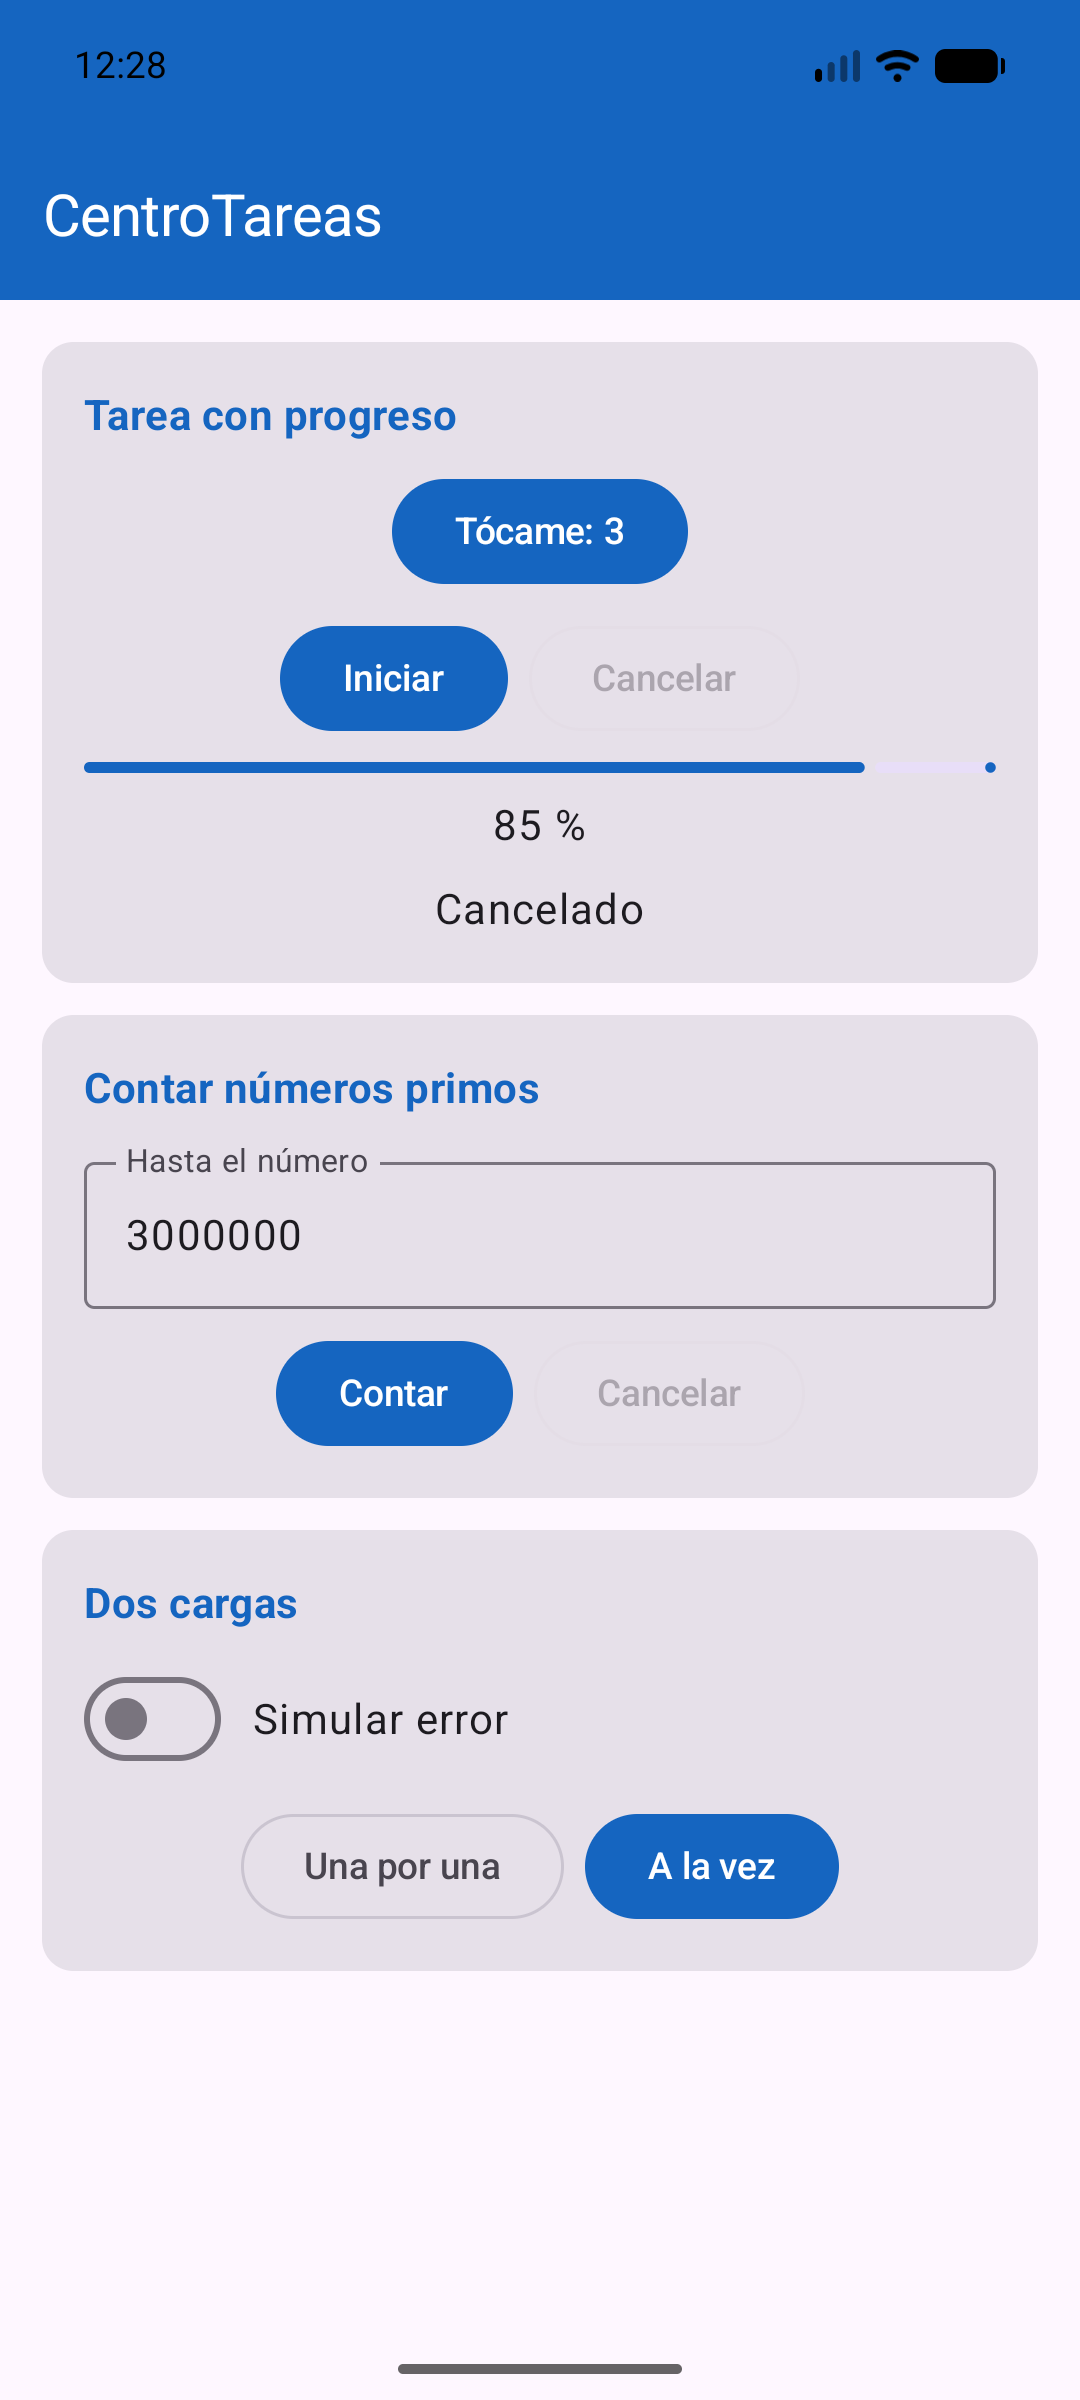 12:28
CentroTareas
Tarea con progreso
Tócame: 3
Iniciar Cancelar
85 %
Cancelado
Contar números primos
Hasta el número
3000000
Contar Cancelar
Dos cargas
Simular error
Una por una A la vez